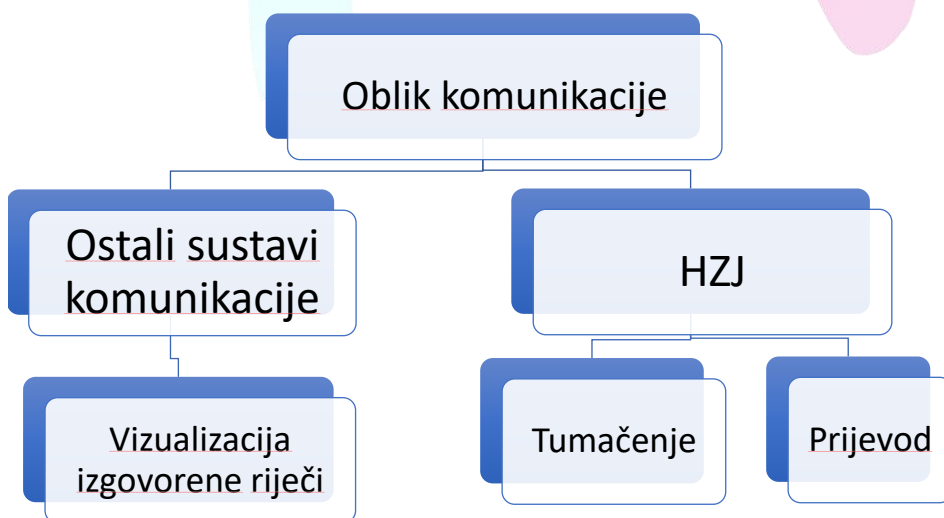 Oblik komunikacije
Ostali sustavi
komunikacije
HZJ
Vizualizacija
izgovorene riječi
Tumačenje
Prijevod